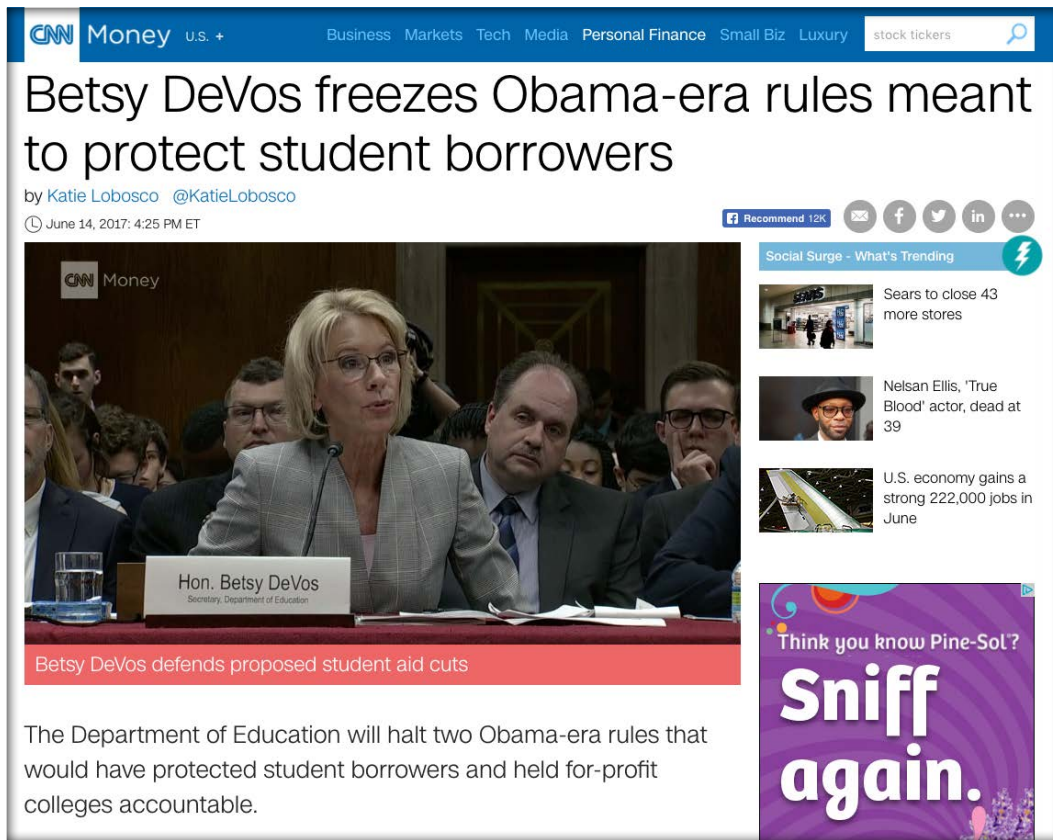 CNN Money U.S. +
Business Markets Tech Media Personal Finance Small Biz Luxury
stock tickers
Betsy DeVos freezes Obama-era rules meant
to protect student borrowers
by Katie Lobosco @KatieLobosco
June 14, 2017: 4:25 PM ET
Recommend 12K
CNN Money
Hon. Betsy DeVos
Secretary, Department of Education
Betsy DeVos defends proposed student aid cuts
The Department of Education will halt two Obama-era rules that
would have protected student borrowers and held for-profit
colleges accountable.
Social Surge - What's Trending
SEARS
Sears to close 43
more stores
Nelsan Ellis, 'True
Blood' actor, dead at
39
U.S. economy gains a
strong 222,000 jobs in
June
Think you know Pine-Sol®?
Sniff
again.